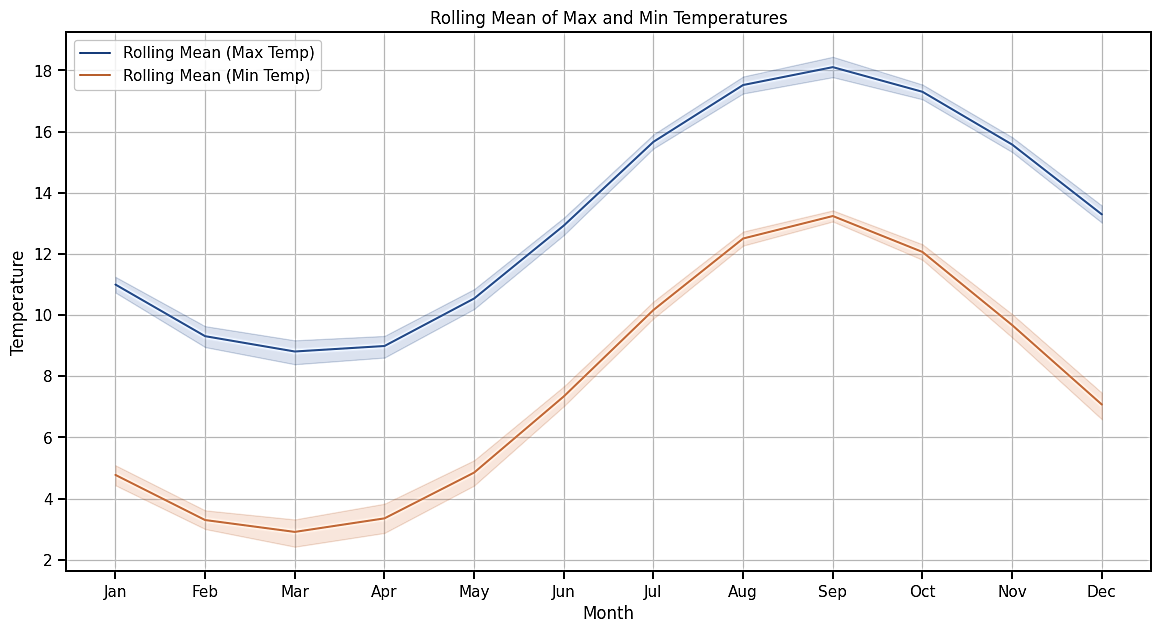 Rolling Mean of Max and Min Temperatures
Rolling Mean (Max Temp)
Rolling Mean (Min Temp)
Temperature
18
16
14
12
10
8
6
4
2
Jan Feb Mar Apr May Jun Jul Aug Sep Oct Nov Dec
Month